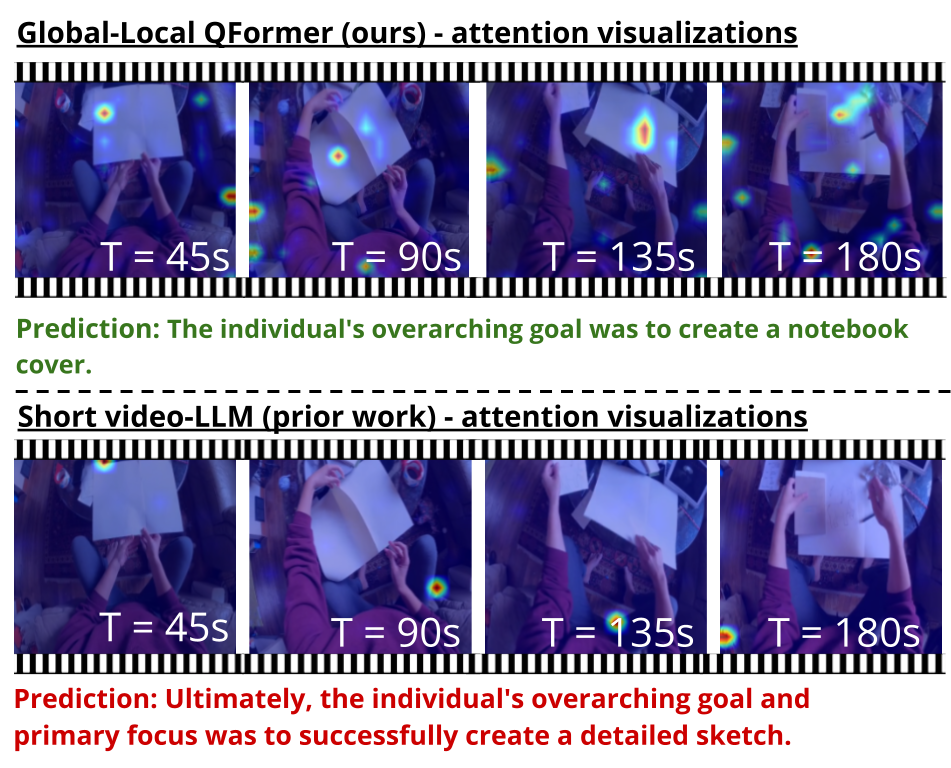 Global-Local QFormer (ours) - attention visualizations
T = 45s
T = 90s
T = 135s
T = 180s
Prediction: The individual's overarching goal was to create a notebook
cover.
Short video-LLM (prior work) - attention visualizations
T = 45s
T = 90s
T = 135s
T = 180s
Prediction: Ultimately, the individual's overarching goal and
primary focus was to successfully create a detailed sketch.